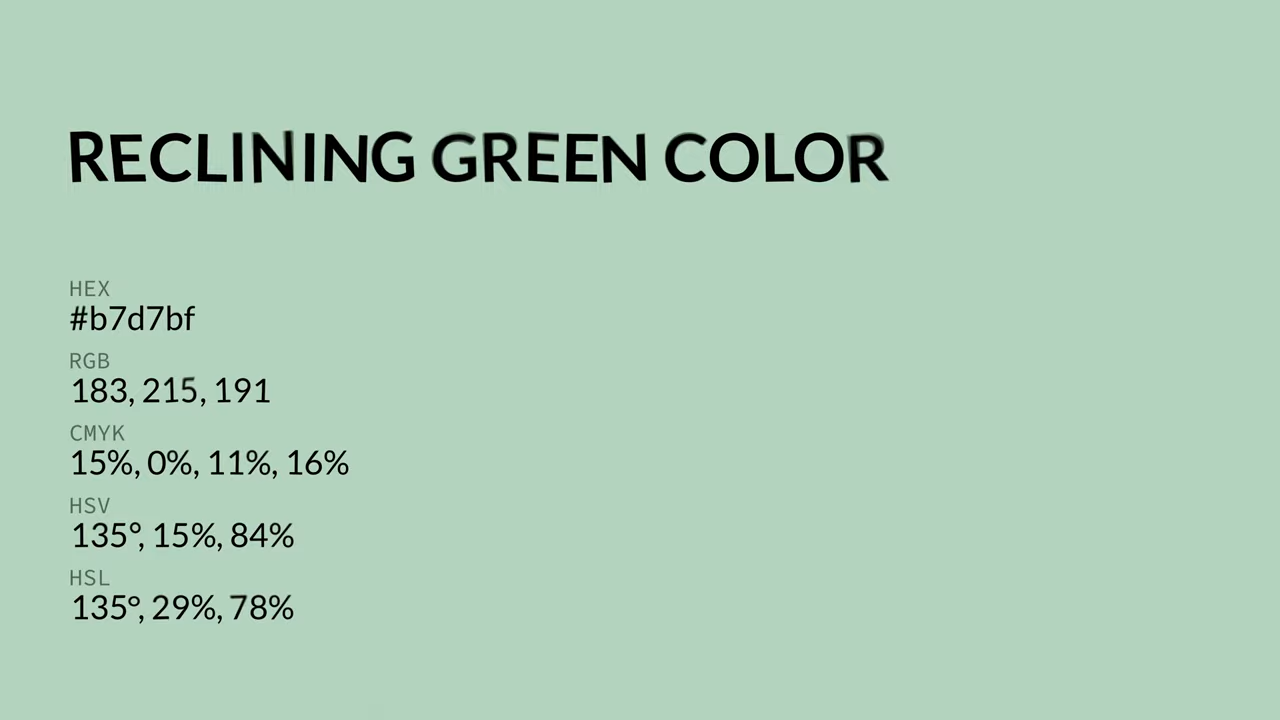 RECLINING GREEN COLOR
HEX
#b7d7bf
RGB
183, 215, 191
CMYK
15%, 0%, 11%, 16%
HSV
135°, 15%, 84%
HSL
135°, 29%, 78%